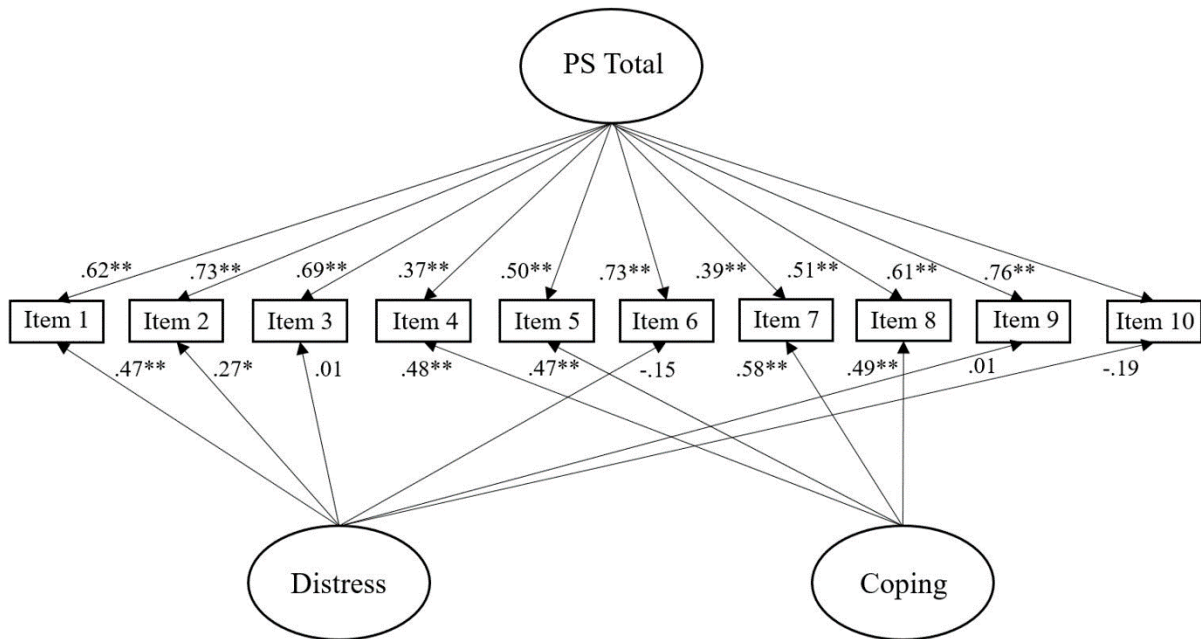 PS Total
.62** .73** .69** .37** .50** .73** .39** .51** .61** .76**
Item 1 Item 2 Item 3 Item 4 Item 5 Item 6 Item 7 Item 8 Item 9 Item 10
.47** .27* .01 .48** .47** -.15 .58** .49** .01 -.19
Distress Coping